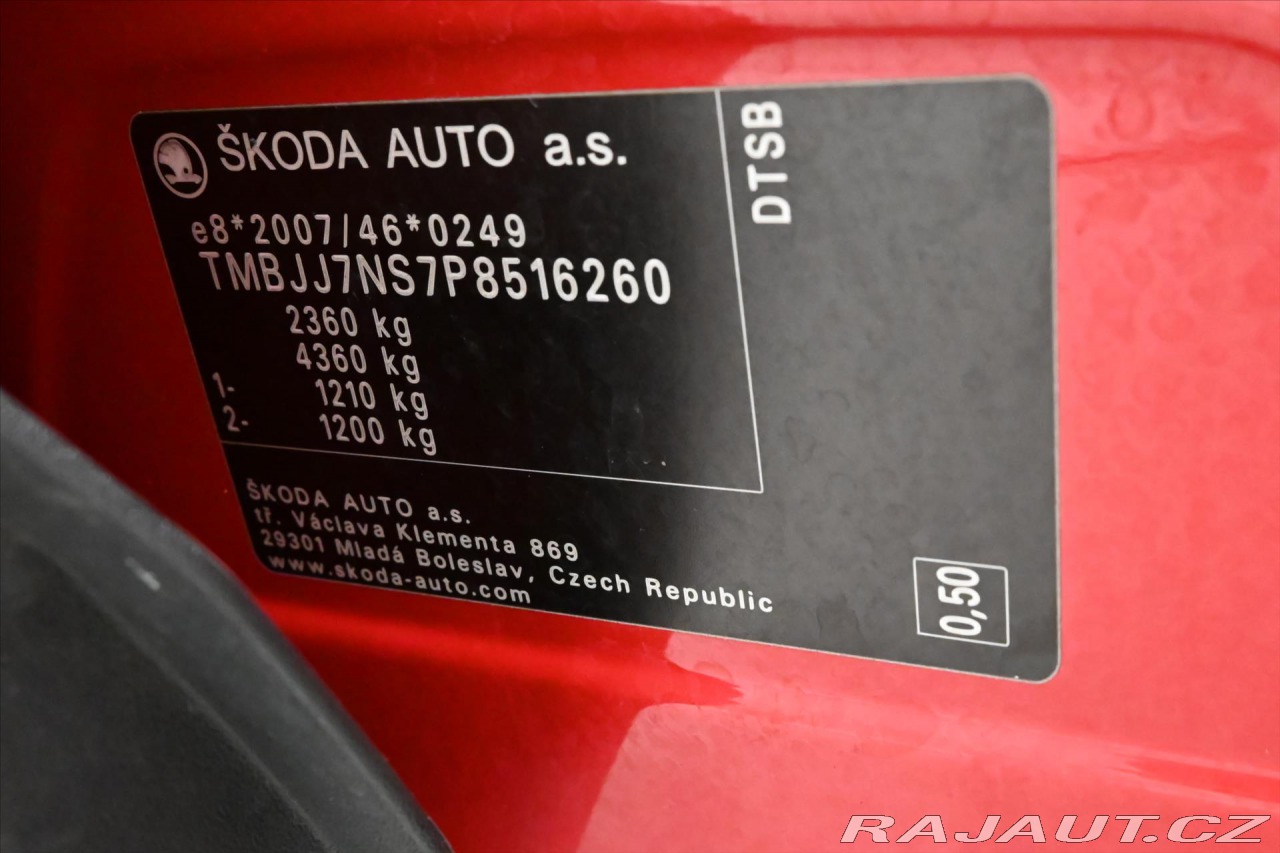 ŠKODA AUTO a.s.
DTSB
e8*2007/46*0249
TMBJJ7NS7P8516260
2360 kg
4360 kg
1- 1210 kg
2- 1200 kg
ŠKODA AUTO a.s.
tř. Václava Klementa 869
29301 Mladá Boleslav, Czech Republic
www.skoda-auto.com
0,50
RAJAUT.CZ